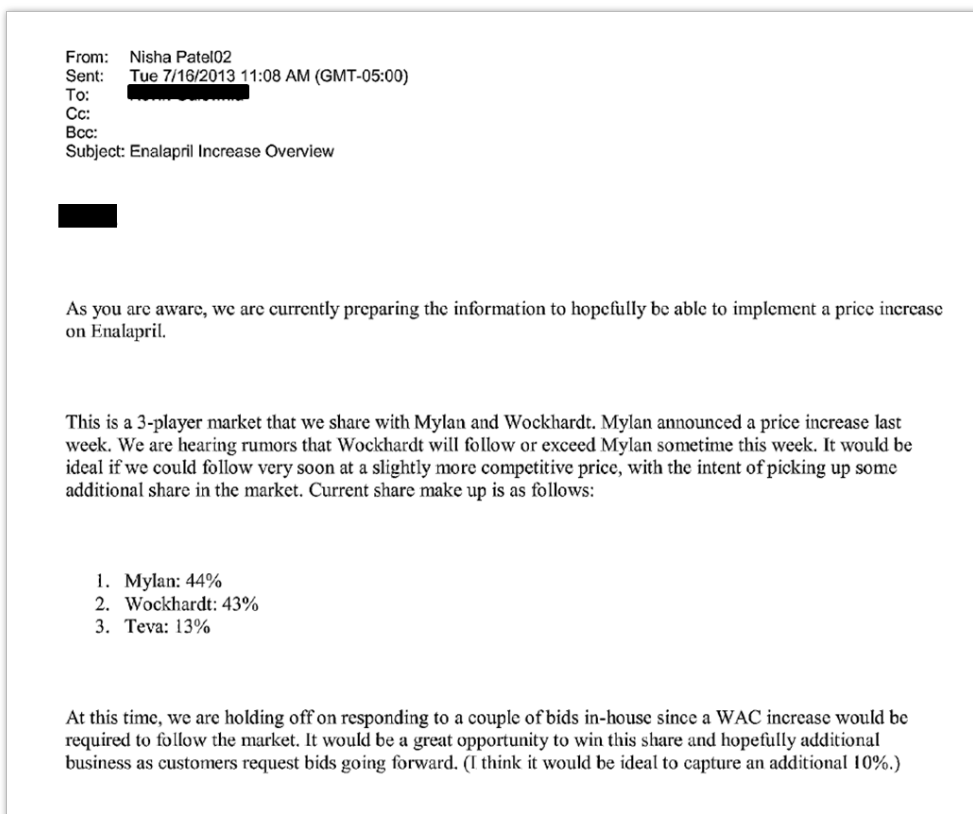 From: Nisha Patel02
Sent: Tue 7/16/2013 11:08 AM (GMT-05:00)
To:
Cc:
Bcc:
Subject: Enalapril Increase Overview
As you are aware, we are currently preparing the information to hopefully be able to implement a price increase
on Enalapril.
This is a 3-player market that we share with Mylan and Wockhardt. Mylan announced a price increase last
week. We are hearing rumors that Wockhardt will follow or exceed Mylan sometime this week. It would be
ideal if we could follow very soon at a slightly more competitive price, with the intent of picking up some
additional share in the market. Current share make up is as follows:
1. Mylan: 44%
2. Wockhardt: 43%
3. Teva: 13%
At this time, we are holding off on responding to a couple of bids in-house since a WAC increase would be
required to follow the market. It would be a great opportunity to win this share and hopefully additional
business as customers request bids going forward. (I think it would be ideal to capture an additional 10%.)